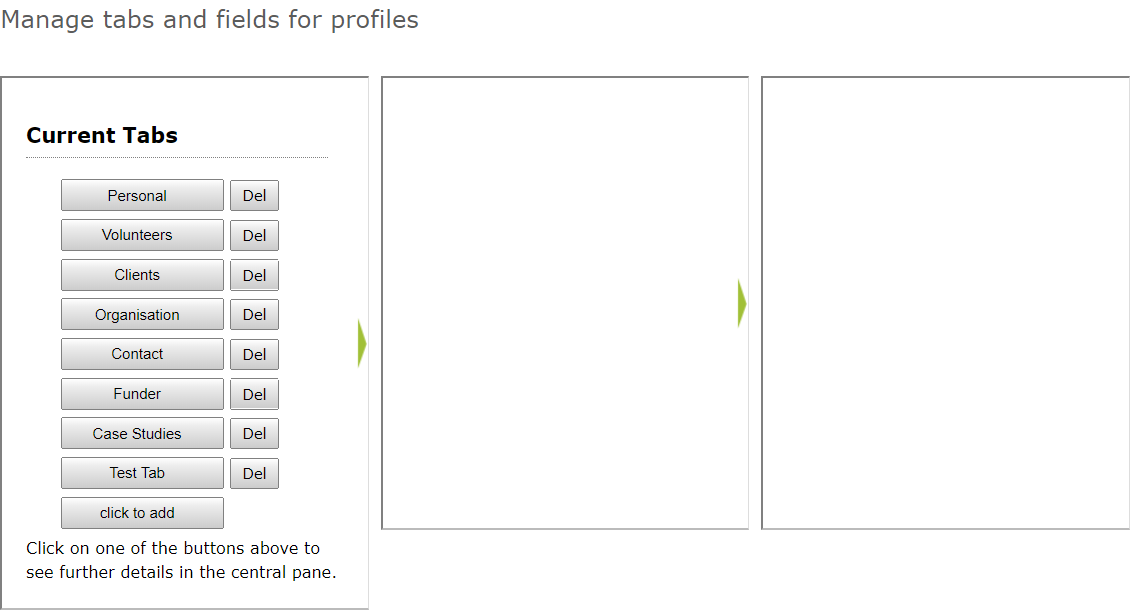 Manage tabs and fields for profiles
Current Tabs
Personal Del
Volunteers Del
Clients Del
Organisation Del
Contact Del
Funder Del
Case Studies Del
Test Tab Del
click to add
Click on one of the buttons above to
see further details in the central pane.